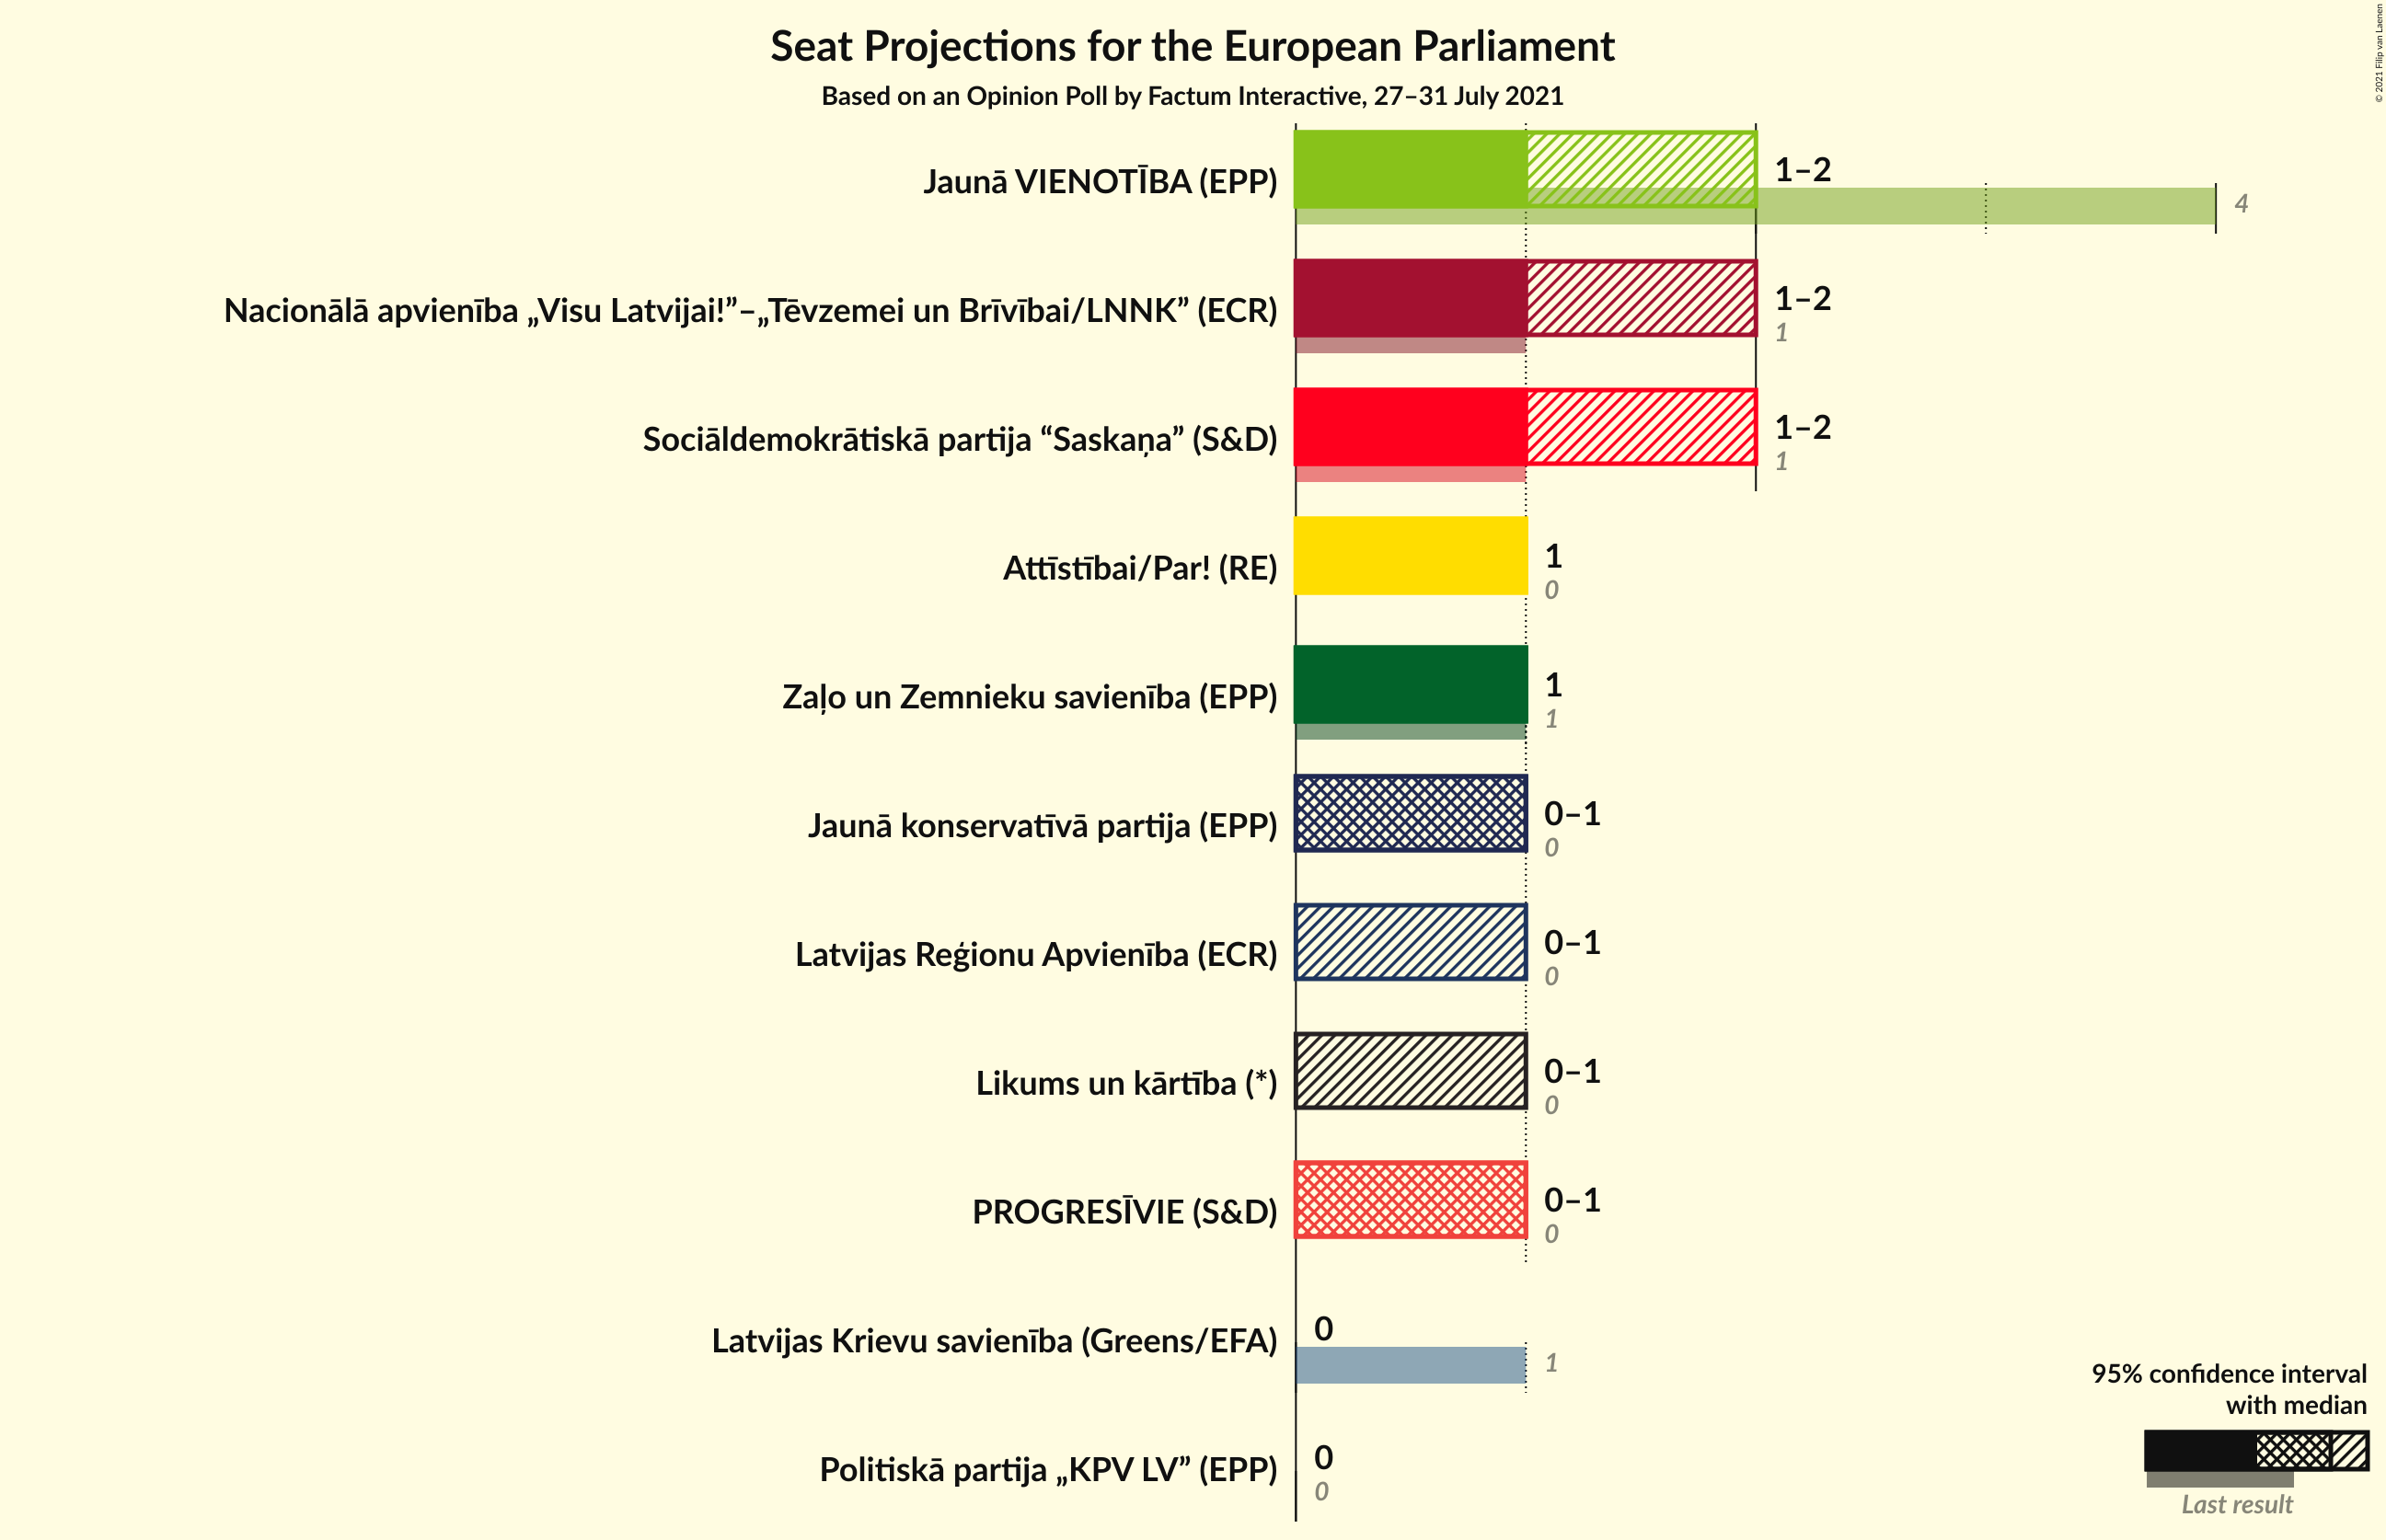 Seat Projections for the European Parliament
Based on an Opinion Poll by Factum Interactive, 27–31 July 2021
© 2021 Filip van Laenen
Jaunā VIENOTĪBA (EPP)
1–2
4
Nacionālā apvienība „Visu Latvijai!”–„Tēvzemei un Brīvībai/LNNK” (ECR)
1–2
1
Sociāldemokrātiskā partija “Saskaņa” (S&D)
1–2
1
Attīstībai/Par! (RE)
1
0
Zaļo un Zemnieku savienība (EPP)
1
1
Jaunā konservatīvā partija (EPP)
0–1
0
Latvijas Reģionu Apvienība (ECR)
0–1
0
Likums un kārtība (*)
0–1
0
PROGRESĪVIE (S&D)
0–1
0
Latvijas Krievu savienība (Greens/EFA)
0
1
Politiskā partija „KPV LV” (EPP)
0
0
95% confidence interval
with median
Last result